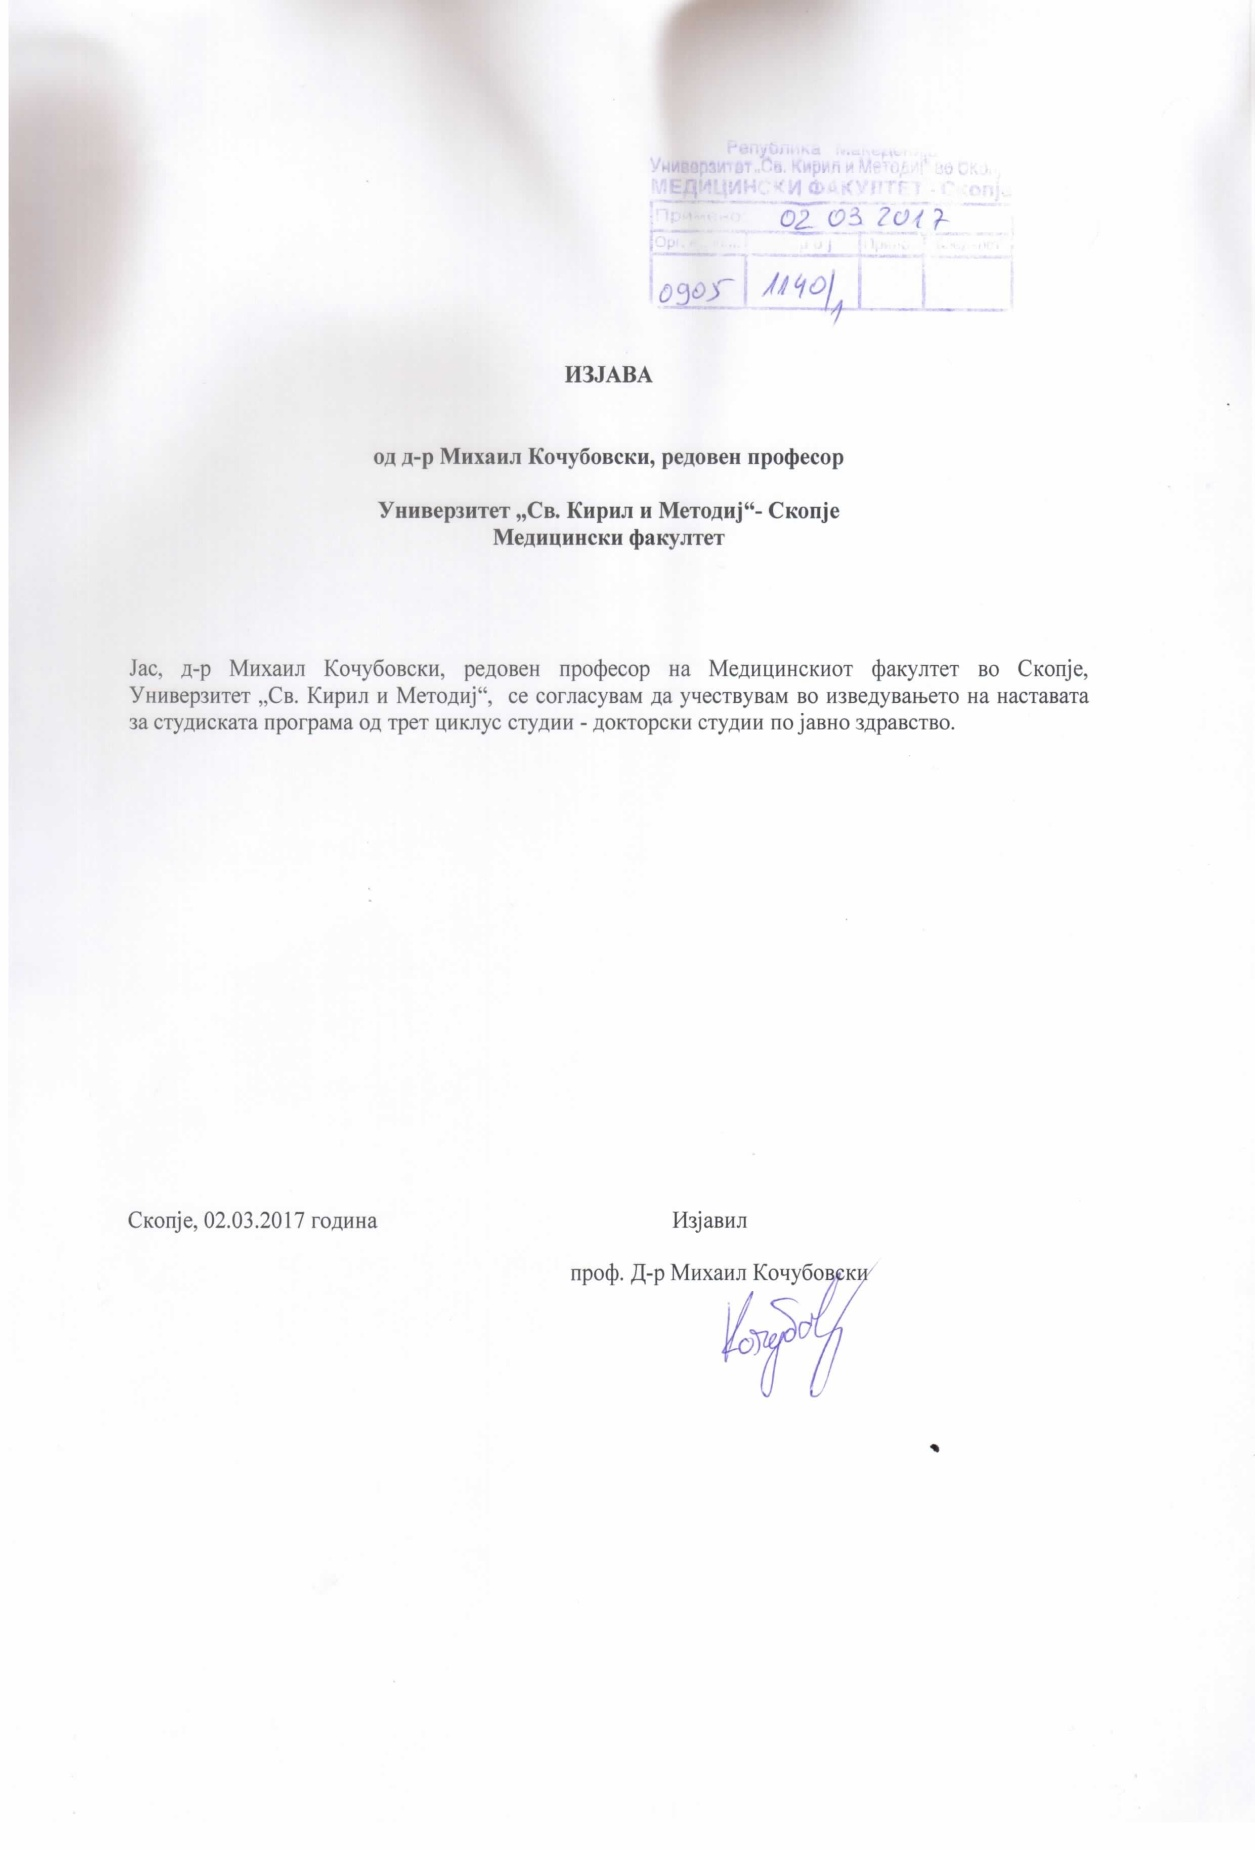 Република
Универзитет „Св. Кирил и Методиј" во
МЕДИЦИНСКИ ФАКУЛТЕТ - Скопје
Примено: 02 03 2017
0905 1140/1
ИЗЈАВА
од д-р Михаил Кочубовски, редовен професор
Универзитет „Св. Кирил и Методиј“- Скопје
Медицински факултет
Јас, д-р Михаил Кочубовски, редовен професор на Медицинскиот факултет во Скопје,
Универзитет „Св. Кирил и Методиј“, се согласувам да учествувам во изведувањето на наставата
за студиската програма од трет циклус студии - докторски студии по јавно здравство.
Скопје, 02.03.2017 година Изјавил
проф. Д-р Михаил Кочубовски